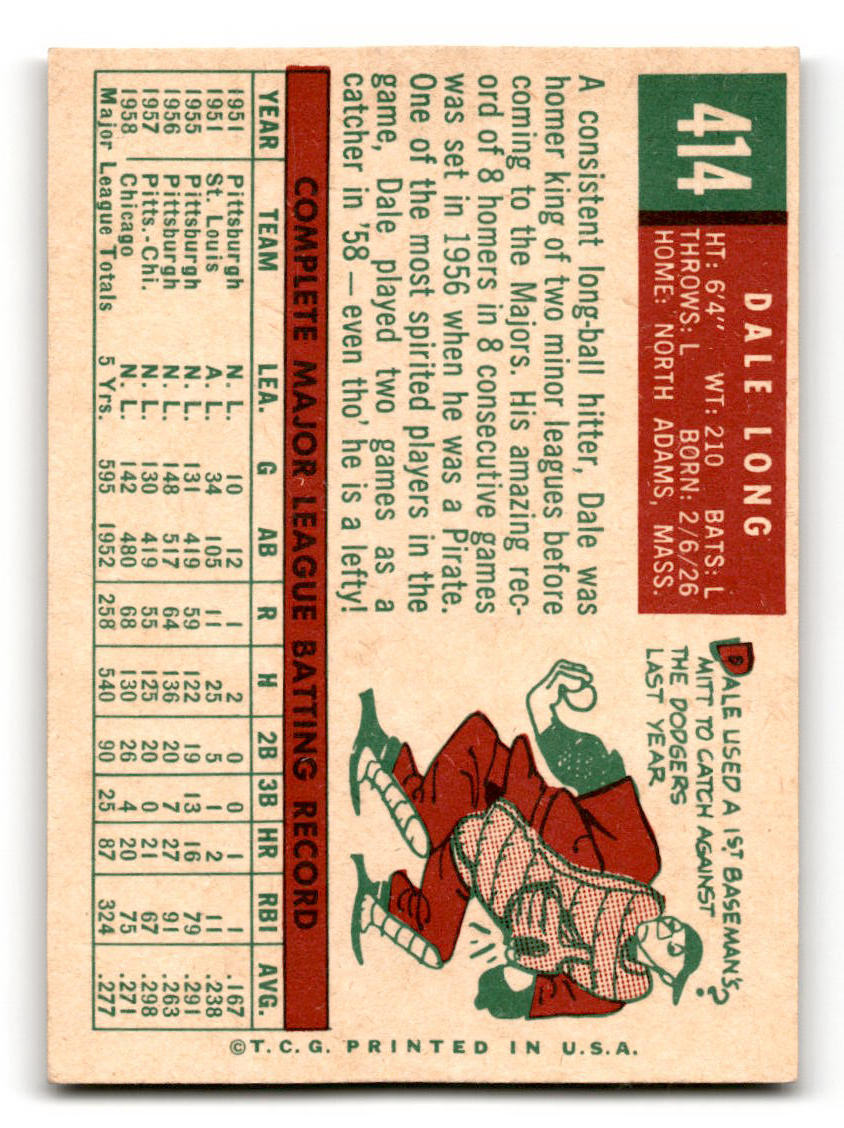 414
DALE LONG
HT: 6'4" WT: 210 BATS: L
THROWS: L BORN: 2/6/26
HOME: NORTH ADAMS, MASS.
A consistent long-ball hitter, Dale was
homer king of two minor leagues before
coming to the Majors. His amazing rec-
ord of 8 homers in 8 consecutive games
was set in 1956 when he was a Pirate.
One of the most spirited players in the
game, Dale played two games as a
catcher in '58 — even tho' he is a lefty!
DALE USED A 1ST BASEMAN'S
MITT TO CATCH AGAINST
THE DODGERS
LAST YEAR
?
COMPLETE MAJOR LEAGUE BATTING RECORD
YEAR TEAM LEA. G AB R H 2B 3B HR RBI AVG.
1951 Pittsburgh N. L. 10 12 1 2 0 0 1 1 .167
1951 St. Louis A. L. 34 105 11 25 5 1 2 11 .238
1955 Pittsburgh N. L. 131 419 59 122 19 13 16 79 .291
1956 Pittsburgh N. L. 148 517 64 136 20 7 27 91 .263
1957 Pitts.-Chi. N. L. 130 419 55 125 20 0 21 67 .298
1958 Chicago N. L. 142 480 68 130 26 4 20 75 .271
Major League Totals 5 Yrs. 595 1952 258 540 90 25 87 324 .277
©T.C.G. PRINTED IN U.S.A.